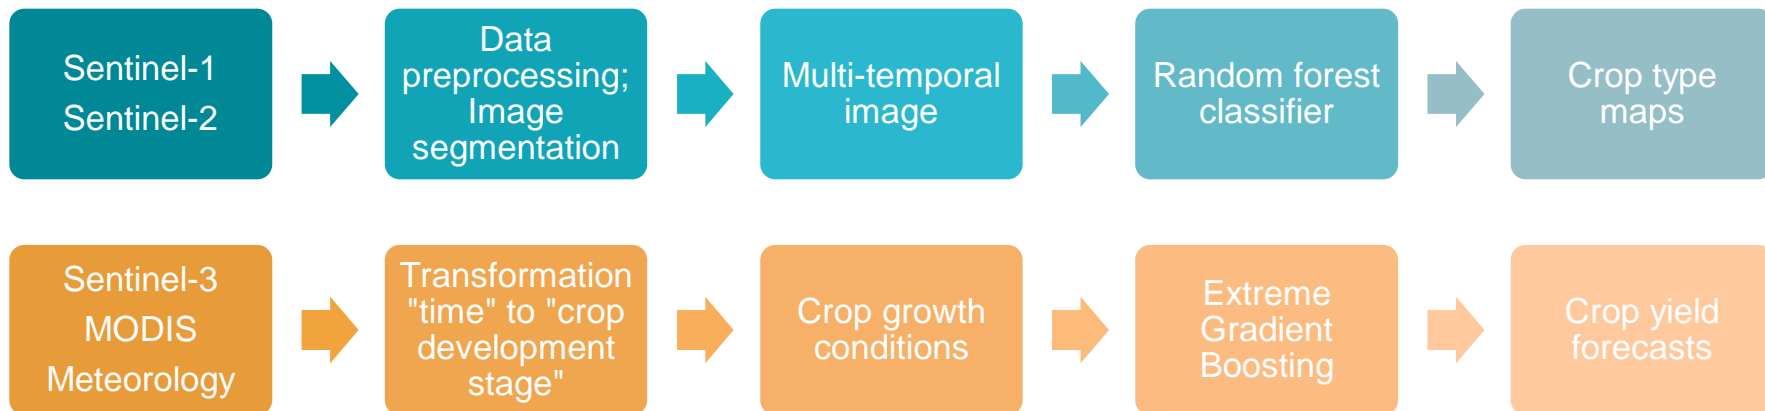 Sentinel-1
Sentinel-2
Data
preprocessing;
Image
segmentation
Multi-temporal
image
Random forest
classifier
Crop type
maps
Sentinel-3
MODIS
Meteorology
Transformation
"time" to "crop
development
stage"
Crop growth
conditions
Extreme
Gradient
Boosting
Crop yield
forecasts